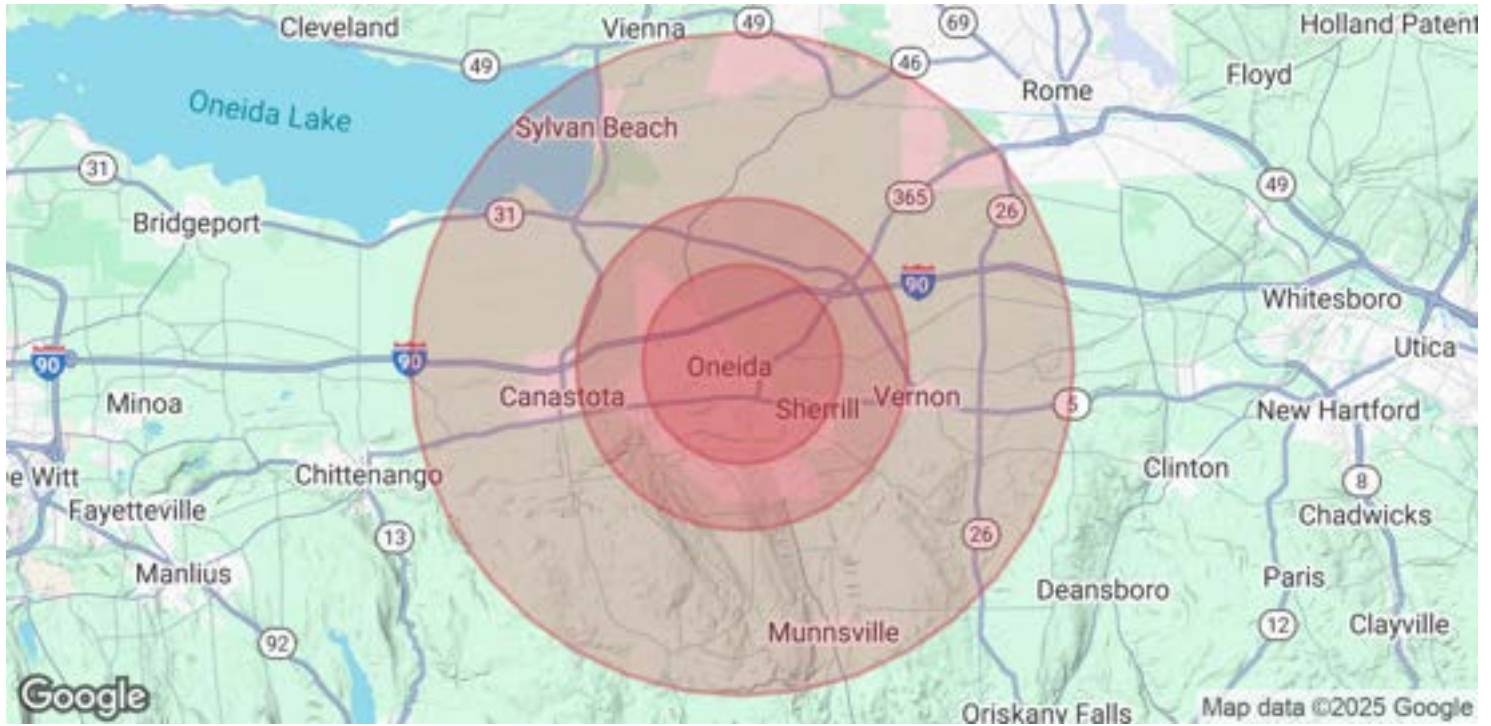 Cleveland
Vienna
49
69
Holland Patent
49
46
Floyd
Rome
Oneida Lake
Sylvan Beach
31
49
365
26
31
Bridgeport
90
Whitesboro
Utica
90
90
Oneida
Minoa
Canastota
Sherrill
Vernon
5
New Hartford
Clinton
e Witt
Chittenango
8
Fayetteville
Chadwicks
13
26
Manlius
Deansboro
Paris
Munnsville
12
Clayville
92
Google
Oriskany Falls
Map data ©2025 Google